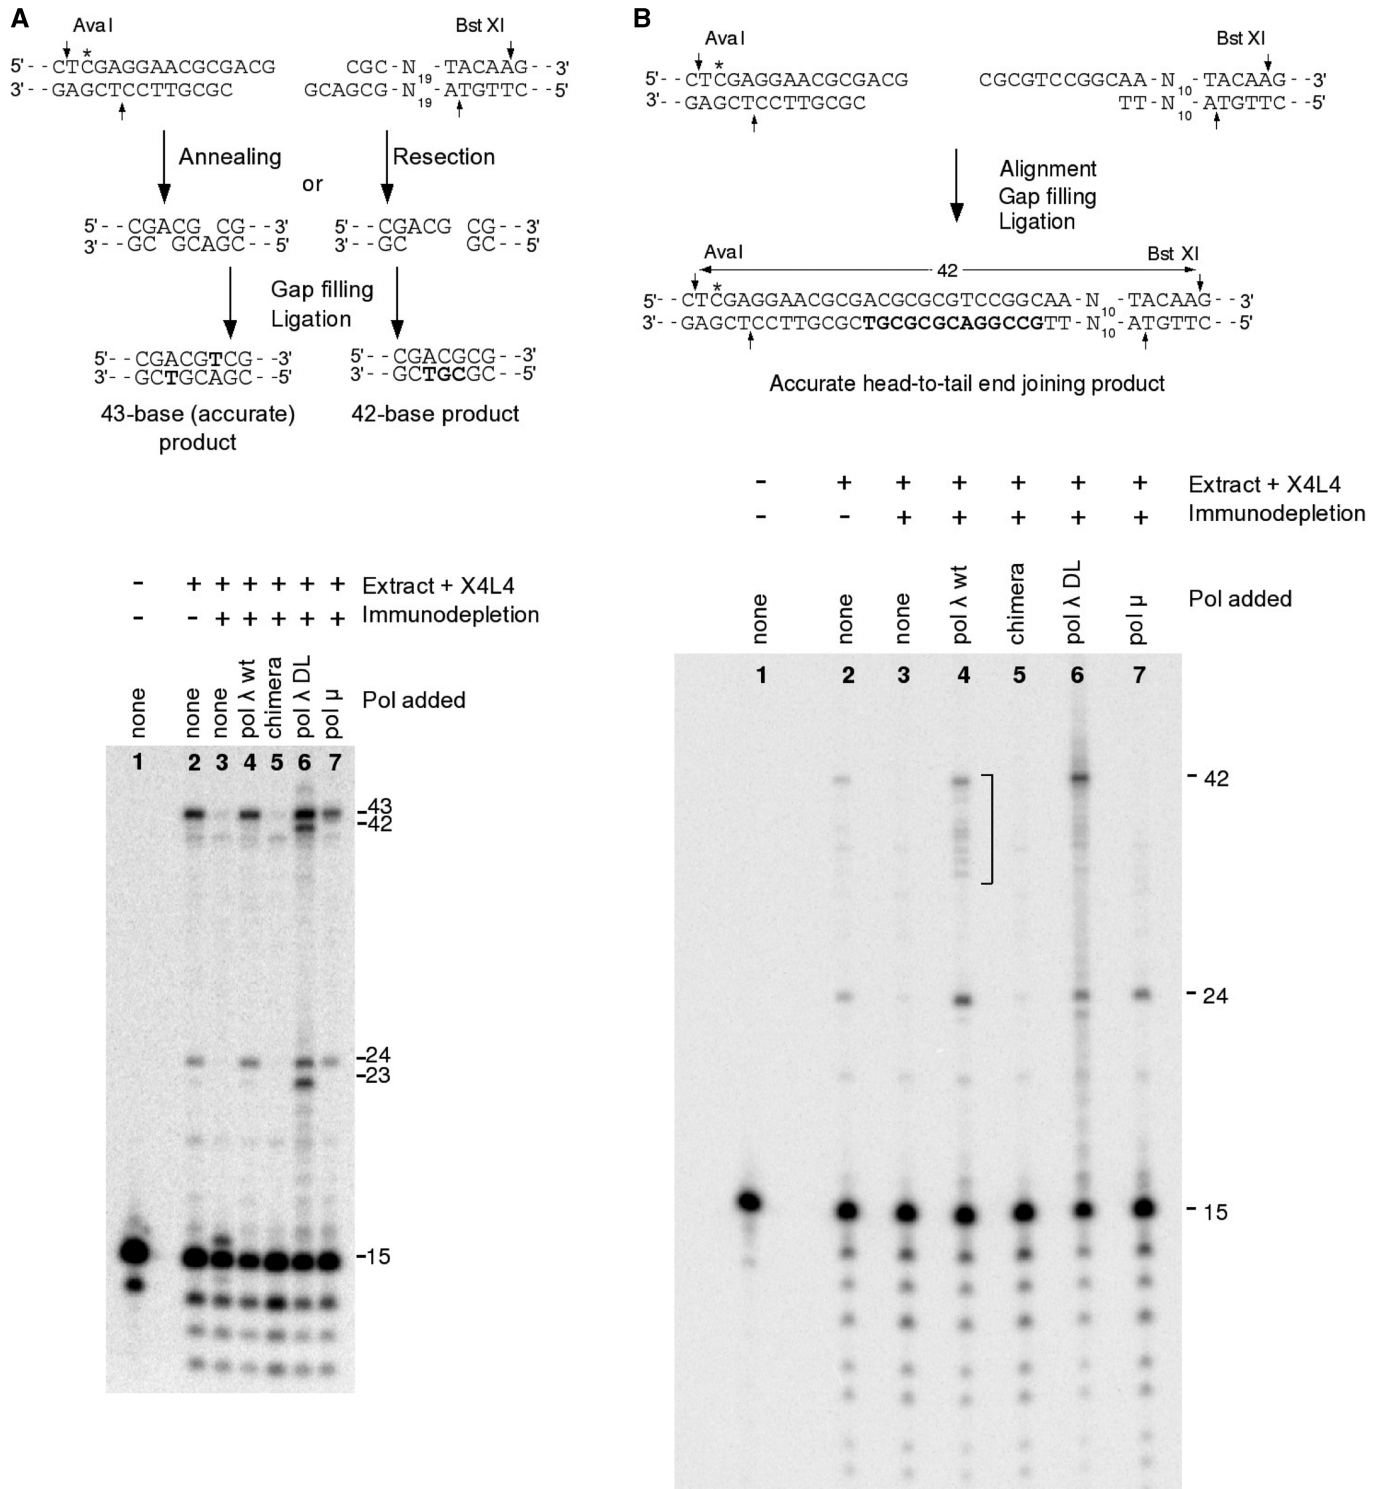 A
AvaI
Bst XI
*
5'- - CTCGAGGAACGCGACG
CGC-N19-TACAAG- - 3'
3'- - GAGCTCCTTGCGC
GCAGCG-N19-ATGTTC- - 5'
Annealing
or
Resection
5'- - CGACG CG- - 3'
3'- - GC GCAGC- - 5'
5'- - CGACG CG- - 3'
3'- - GC GC- - 5'
Gap filling
Ligation
5'- - CGACGTCG- - 3'
3'- - GCTGCAGC- - 5'
5'- - CGACGCG- - 3'
3'- - GCTGCGC- - 5'
43-base (accurate)
product
42-base product
- + + + + + + Extract + X4L4
- - + + + + + Immunodepletion
none none none pol λ wt chimera pol λ DL pol μ Pol added
1 2 3 4 5 6 7
43
42
24
23
15
B
AvaI
Bst XI
*
5'- - CTCGAGGAACGCGACG
CGCGTCCGGCAA-N10-TACAAG- - 3'
3'- - GAGCTCCTTGCGC
TT-N10-ATGTTC- - 5'
Alignment
Gap filling
Ligation
AvaI
Bst XI
42
*
5'- - CTCGAGGAACGCGACGCGCGTCCGGCAA-N10-TACAAG- - 3'
3'- - GAGCTCCTTGCGCTGCGCGCAGGCCGTT-N10-ATGTTC- - 5'
Accurate head-to-tail end joining product
- + + + + + + Extract + X4L4
- - + + + + + Immunodepletion
none none none pol λ wt chimera pol λ DL pol μ Pol added
1 2 3 4 5 6 7
42
24
15